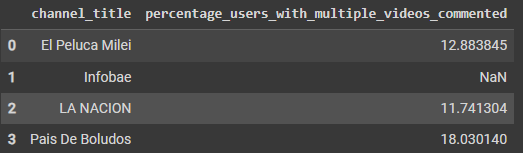 channel_title percentage_users_with_multiple_videos_commented
0 El Peluca Milei 12.883845
1 Infobae NaN
2 LA NACION 11.741304
3 Pais De Boludos 18.030140